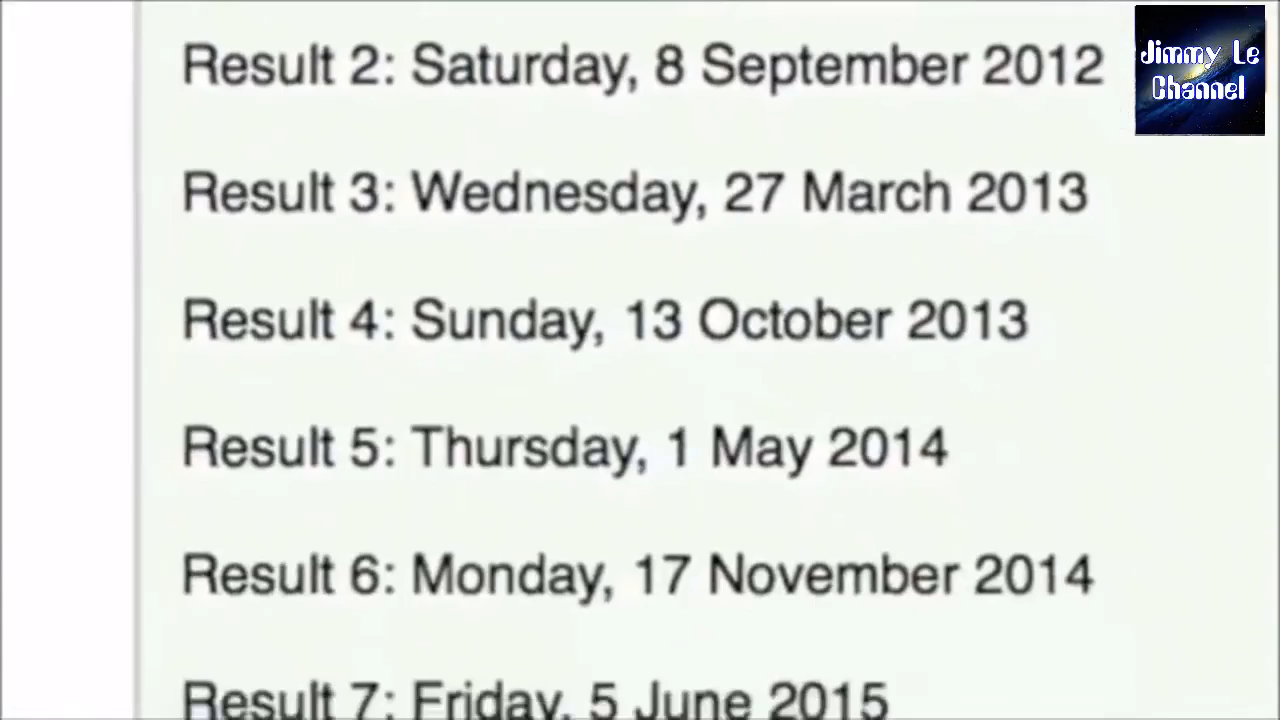 Result 2: Saturday, 8 September 2012
Jimmy Le
Channel
Result 3: Wednesday, 27 March 2013
Result 4: Sunday, 13 October 2013
Result 5: Thursday, 1 May 2014
Result 6: Monday, 17 November 2014
Result 7: Friday, 5 June 2015